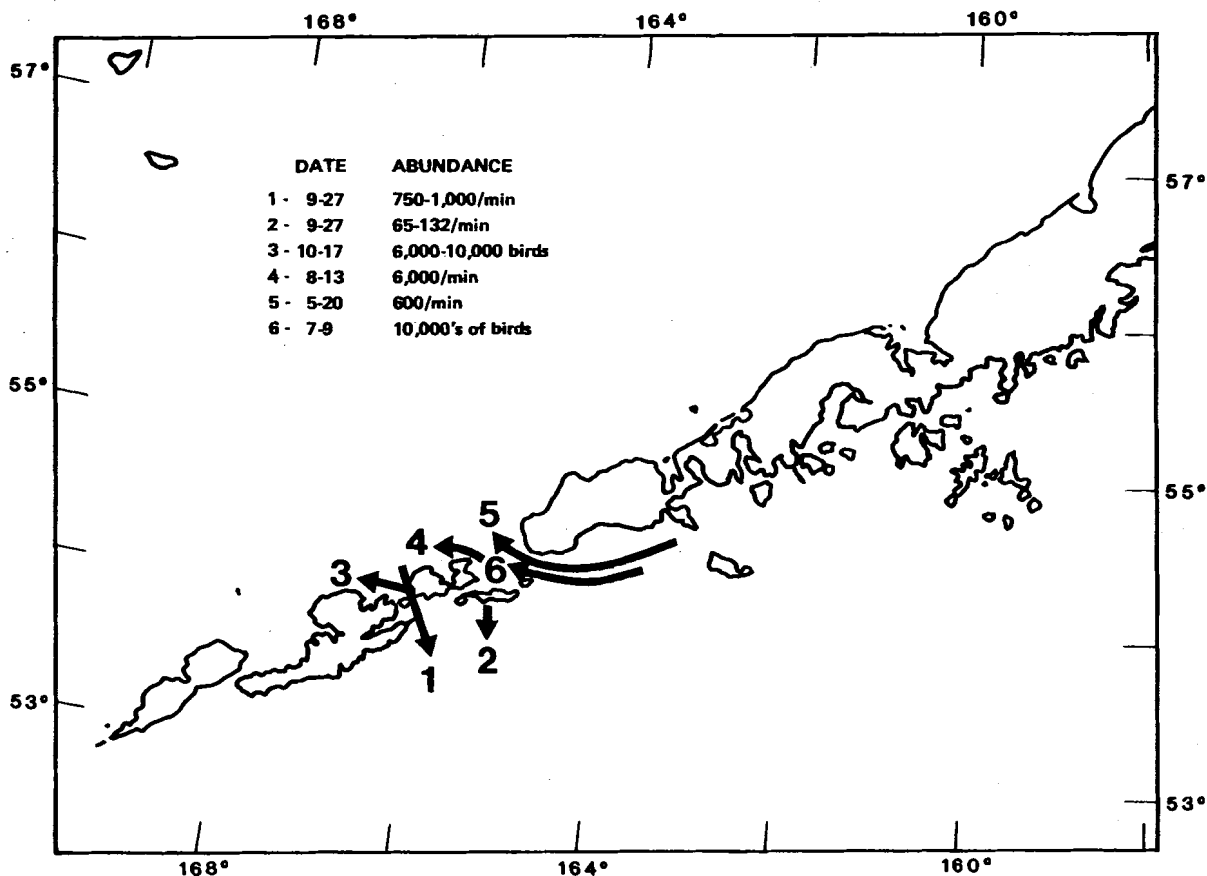 168° 164° 160°
57°
DATE ABUNDANCE
57°
1 - 9-27 750-1,000/min
2 - 9-27 65-132/min
3 - 10-17 6,000-10,000 birds
4 - 8-13 6,000/min
5 - 5-20 600/min
6 - 7-9 10,000's of birds
55°
55°
5
4
6
3
2
1
53°
53°
168° 164° 160°